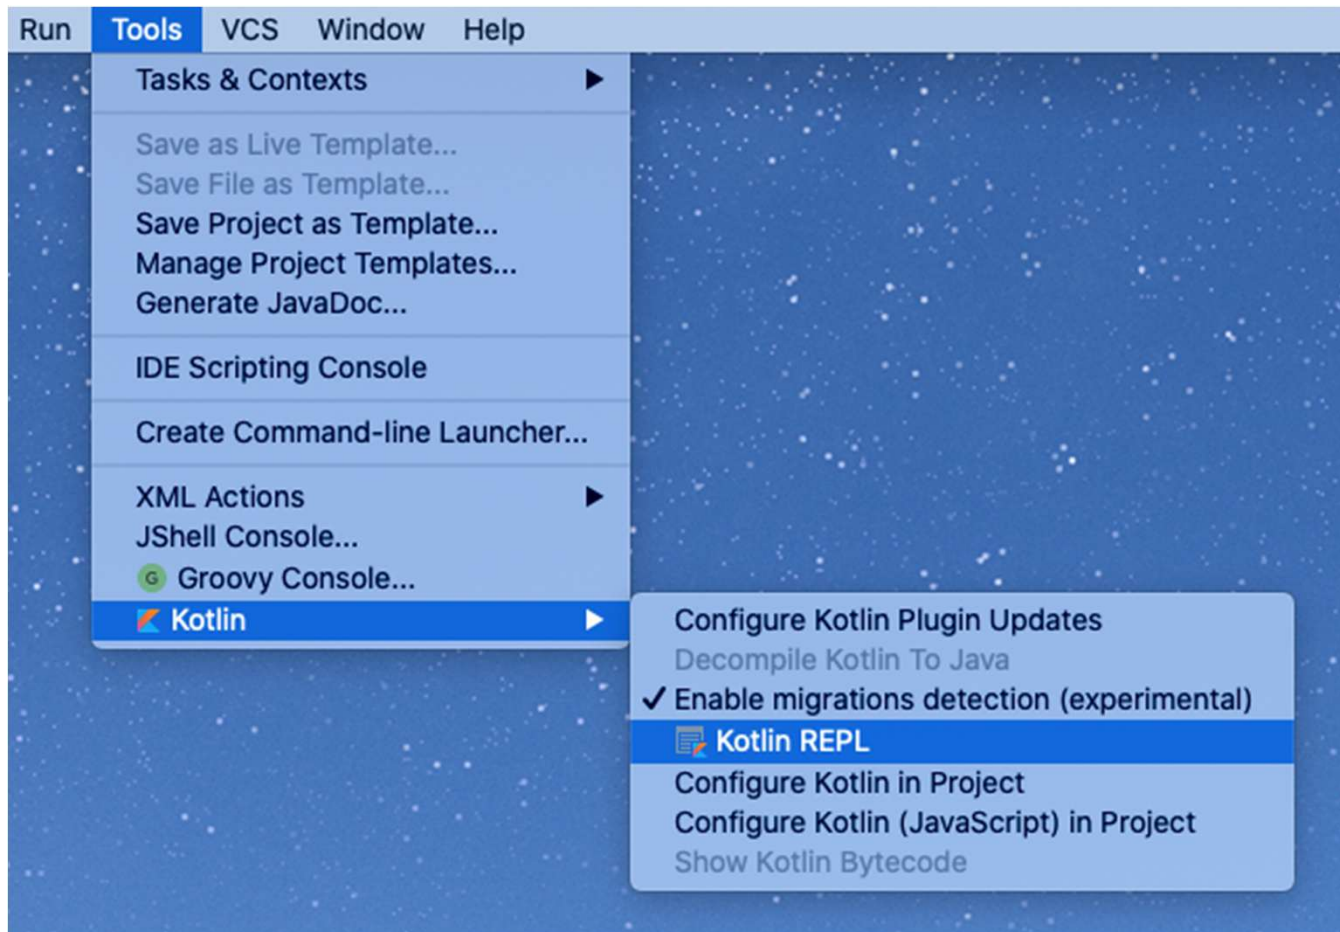 Run Tools VCS Window Help
Tasks & Contexts
Save as Live Template...
Save File as Template...
Save Project as Template...
Manage Project Templates...
Generate JavaDoc...
IDE Scripting Console
Create Command-line Launcher...
XML Actions
JShell Console...
G Groovy Console...
Kotlin
Configure Kotlin Plugin Updates
Decompile Kotlin To Java
✓ Enable migrations detection (experimental)
Kotlin REPL
Configure Kotlin in Project
Configure Kotlin (JavaScript) in Project
Show Kotlin Bytecode